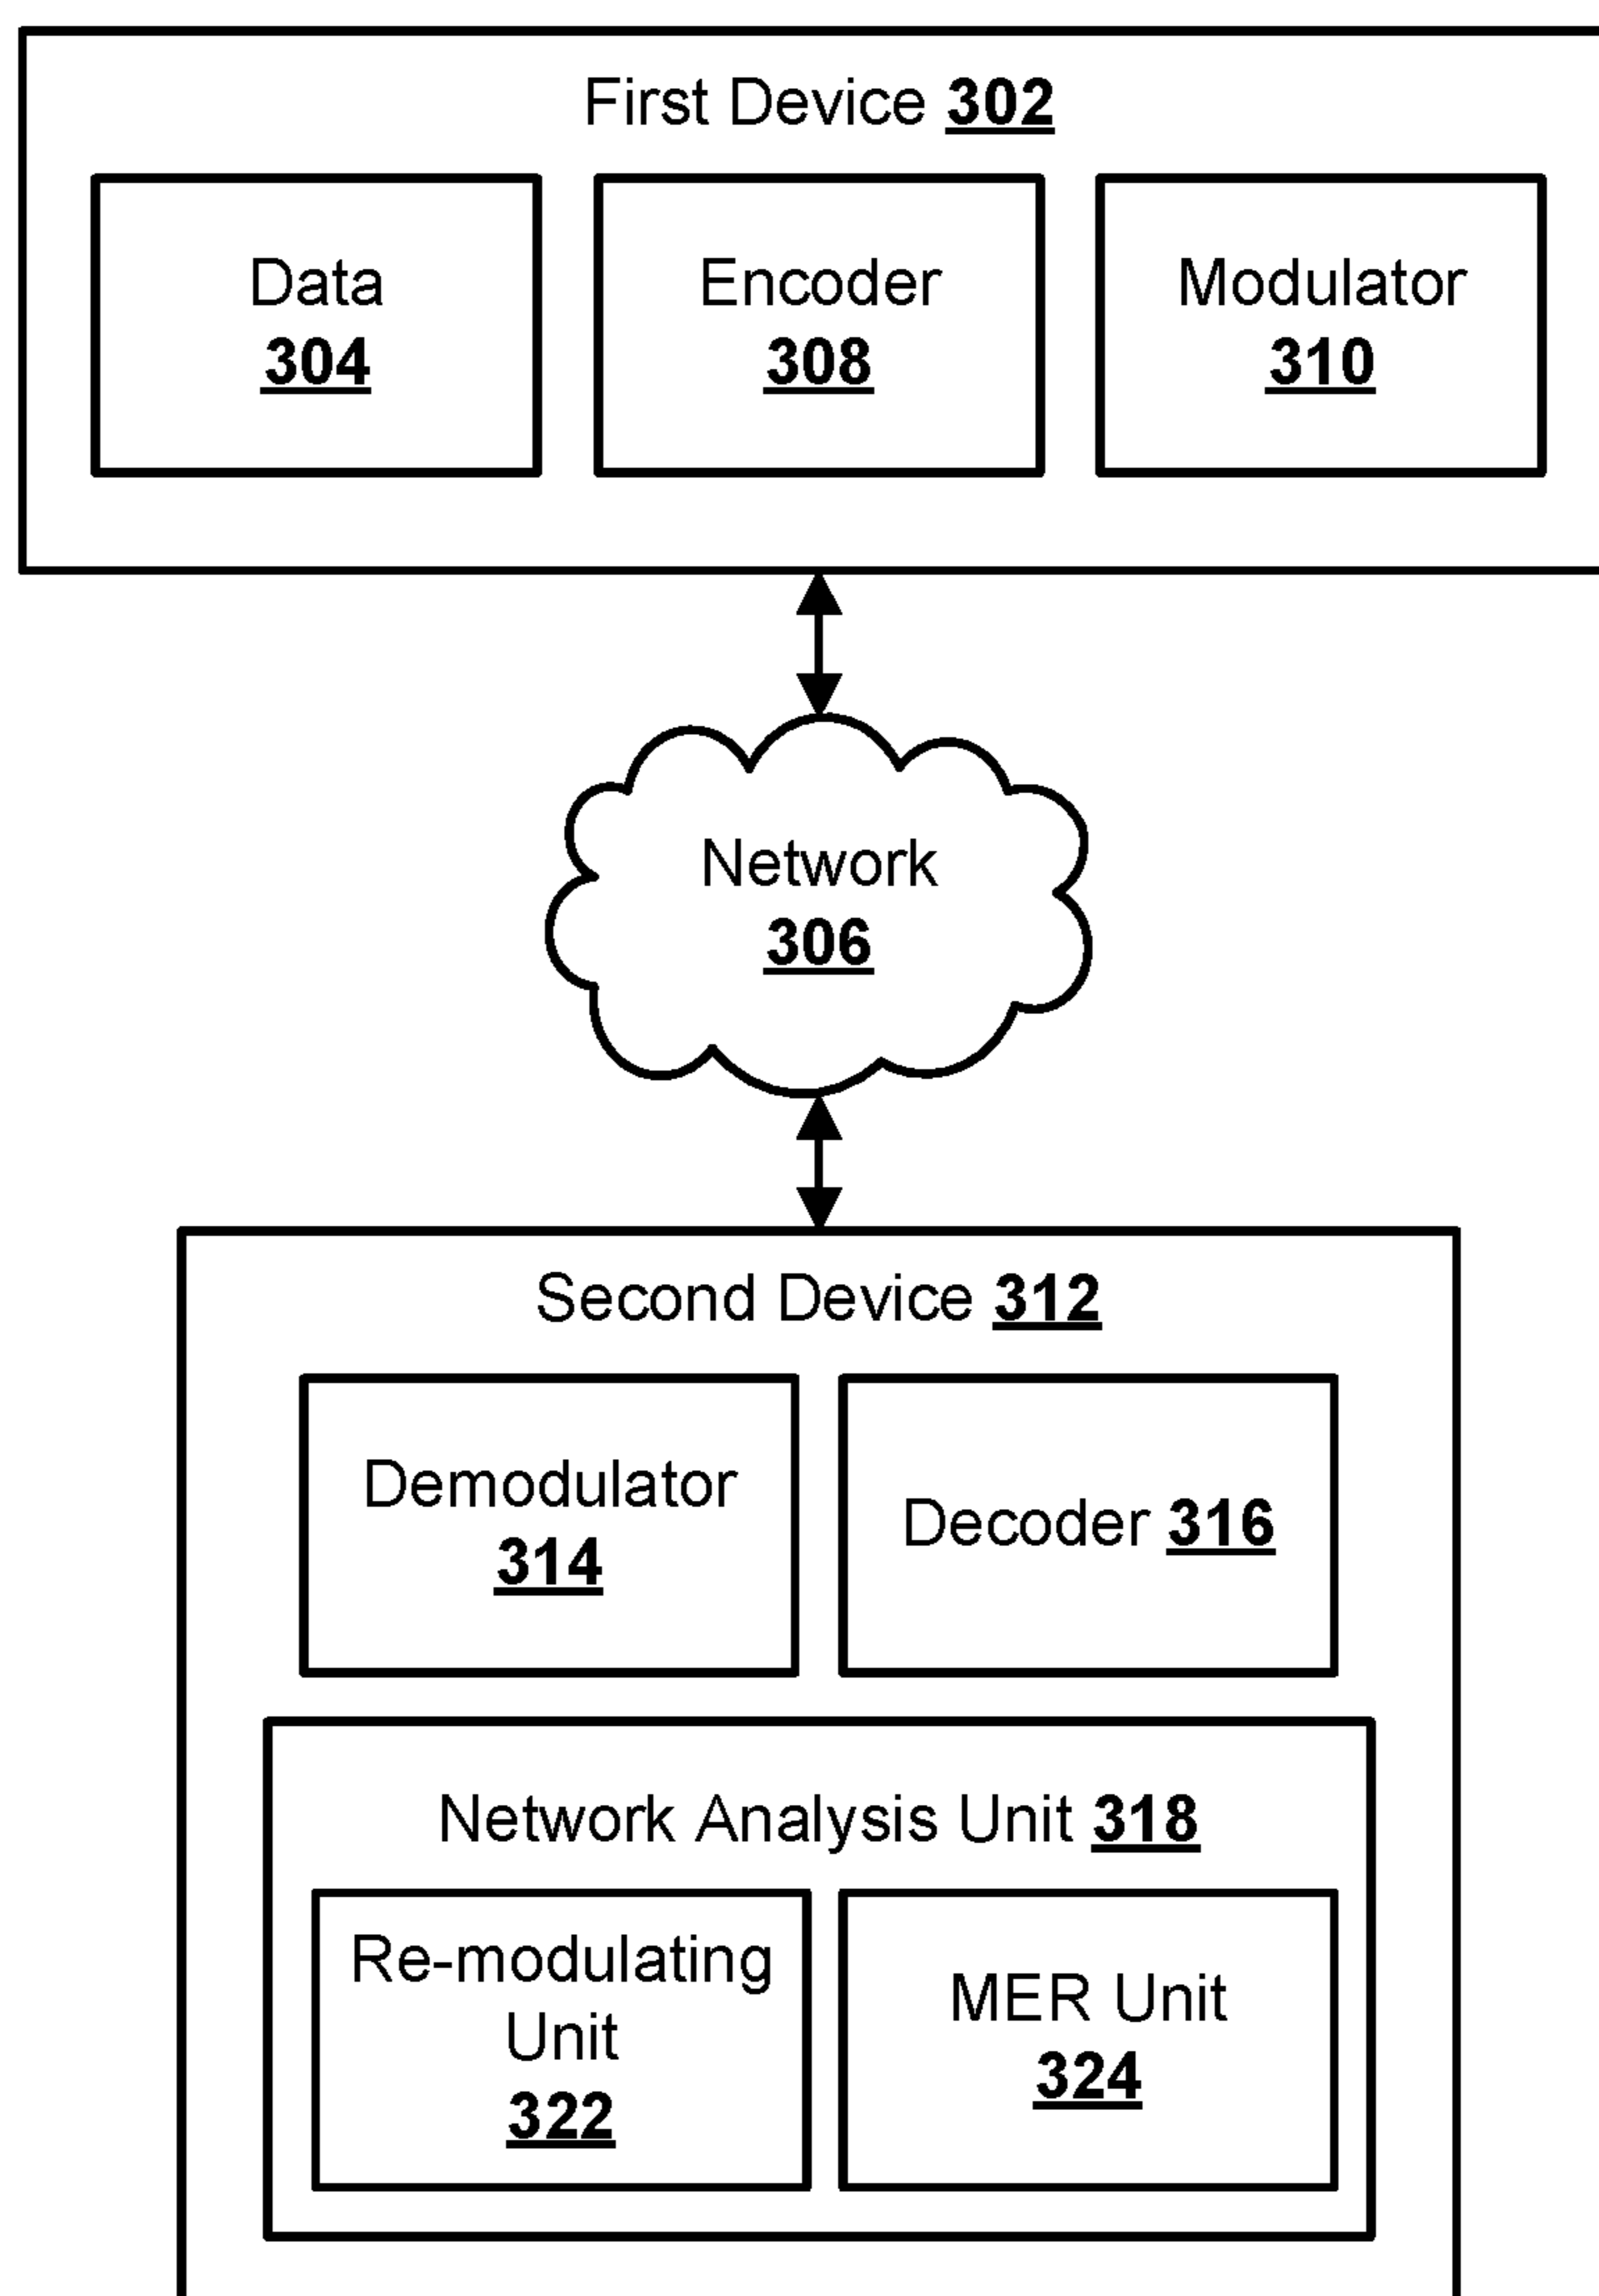 First Device 302
Data
304
Encoder
308
Modulator
310
Network
306
Second Device 312
Demodulator
314
Decoder 316
Network Analysis Unit 318
Re-modulating
Unit
322
MER Unit
324